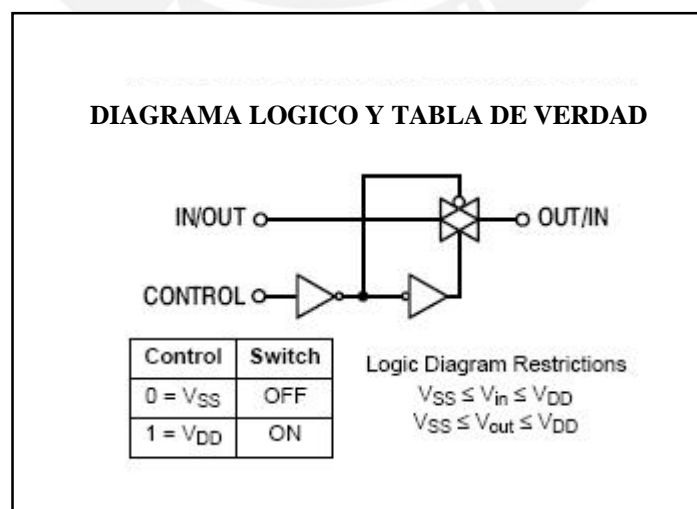 DIAGRAMA LOGICO Y TABLA DE VERDAD
IN/OUT
OUT/IN
CONTROL
Control Switch
0 = VSS OFF
1 = VDD ON
Logic Diagram Restrictions
VSS ≤ Vin ≤ VDD
VSS ≤ Vout ≤ VDD